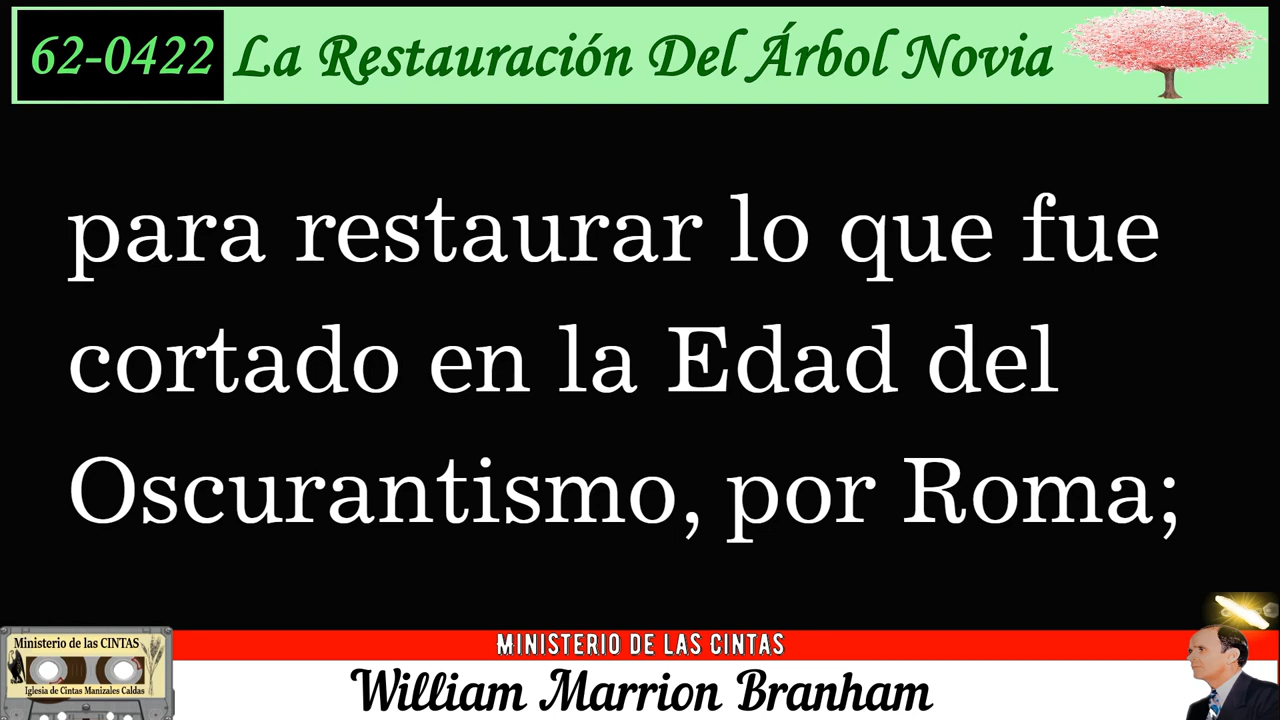 62-0422 La Restauración Del Árbol Novia
para restaurar lo que fue
cortado en la Edad del
Oscurantismo, por Roma;
Ministerio de las CINTAS
Iglesia de Cintas Manizales Caldas
MINISTERIO DE LAS CINTAS
William Marrion Branham